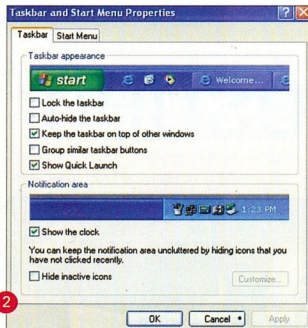 Taskbar and Start Menu Properties
Taskbar
Start Menu
Taskbar appearance
start
Welcome...
Lock the taskbar
Auto-hide the taskbar
Keep the taskbar on top of other windows
Group similar taskbar buttons
Show Quick Launch
Notification area
1:23 PM
Show the clock
You can keep the notification area uncluttered by hiding icons that you
have not clicked recently.
Hide inactive icons
Customize...
2
OK
Cancel
Apply